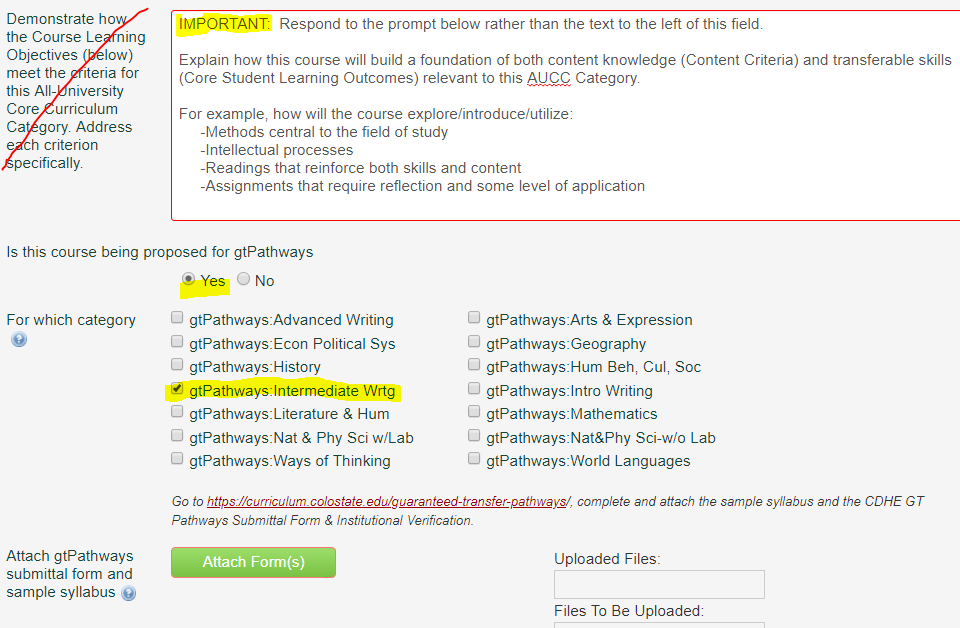 Demonstrate how
the Course Learning
Objectives (below)
meet the criteria for
this All-University
Core Curriculum
Category. Address
each criterion
specifically.
IMPORTANT: Respond to the prompt below rather than the text to the left of this field.
Explain how this course will build a foundation of both content knowledge (Content Criteria) and transferable skills
(Core Student Learning Outcomes) relevant to this AUCC Category.
For example, how will the course explore/introduce/utilize:
-Methods central to the field of study
-Intellectual processes
-Readings that reinforce both skills and content
-Assignments that require reflection and some level of application
Is this course being proposed for gtPathways
Yes No
For which category
gtPathways:Advanced Writing gtPathways:Arts & Expression
gtPathways:Econ Political Sys gtPathways:Geography
gtPathways:History gtPathways:Hum Beh, Cul, Soc
gtPathways:Intermediate Wrtg gtPathways:Intro Writing
gtPathways:Literature & Hum gtPathways:Mathematics
gtPathways:Nat & Phy Sci w/Lab gtPathways:Nat&Phy Sci-w/o Lab
gtPathways:Ways of Thinking gtPathways:World Languages
Go to https://curriculum.colostate.edu/guaranteed-transfer-pathways/, complete and attach the sample syllabus and the CDHE GT
Pathways Submittal Form & Institutional Verification.
Attach gtPathways
submittal form and
sample syllabus
Attach Form(s)
Uploaded Files:
Files To Be Uploaded: